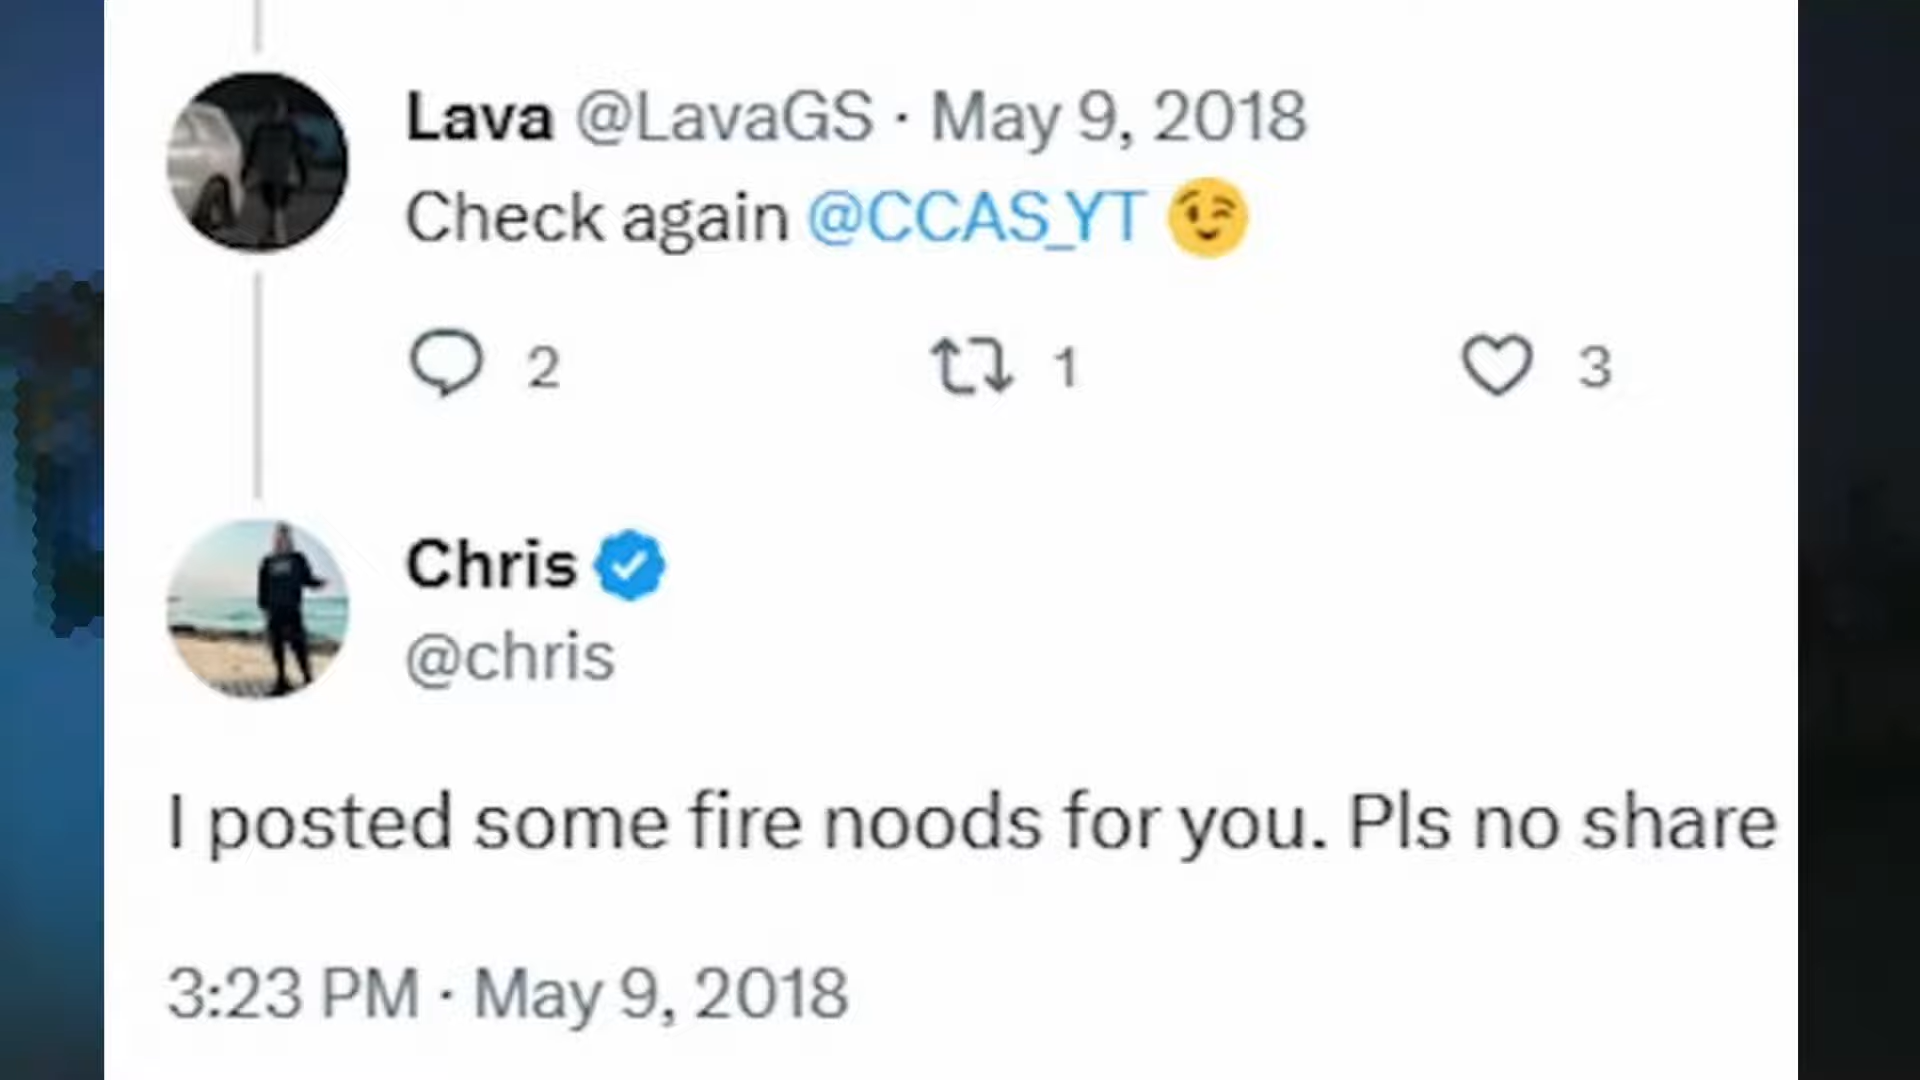 Lava @LavaGS · May 9, 2018
Check again @CCAS_YT 😉
2 1 3
Chris
@chris
I posted some fire noods for you. Pls no share
3:23 PM · May 9, 2018